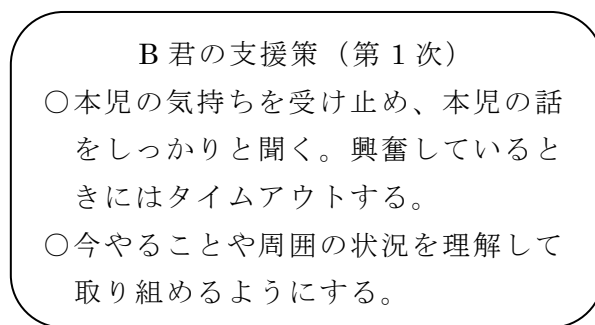 B 君の支援策（第 1 次）
○本児の気持ちを受け止め、本児の話
をしっかりと聞く。興奮していると
きにはタイムアウトする。
○今やることや周囲の状況を理解して
取り組めるようにする。